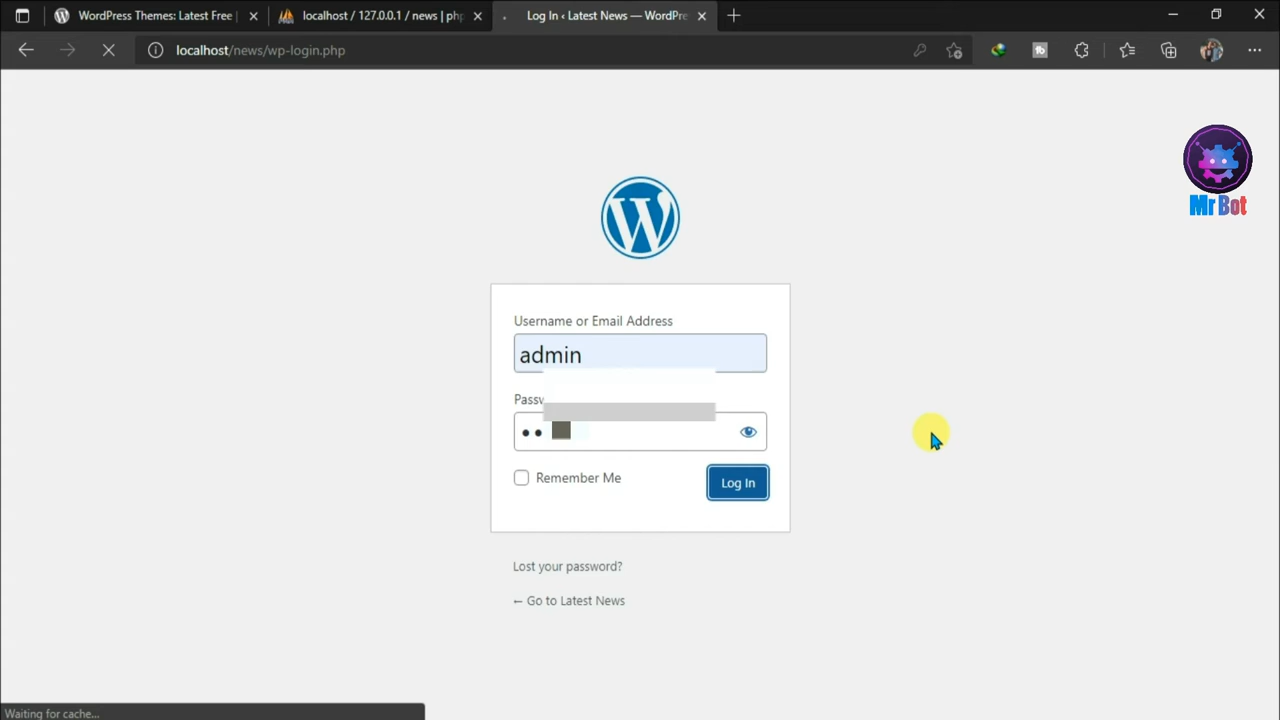 WordPress Themes: Latest Free
localhost / 127.0.0.1 / news | php
Log In ‹ Latest News — WordPre
localhost/news/wp-login.php
Mr Bot
Username or Email Address
admin
Passw
Remember Me
Log In
Lost your password?
← Go to Latest News
Waiting for cache...